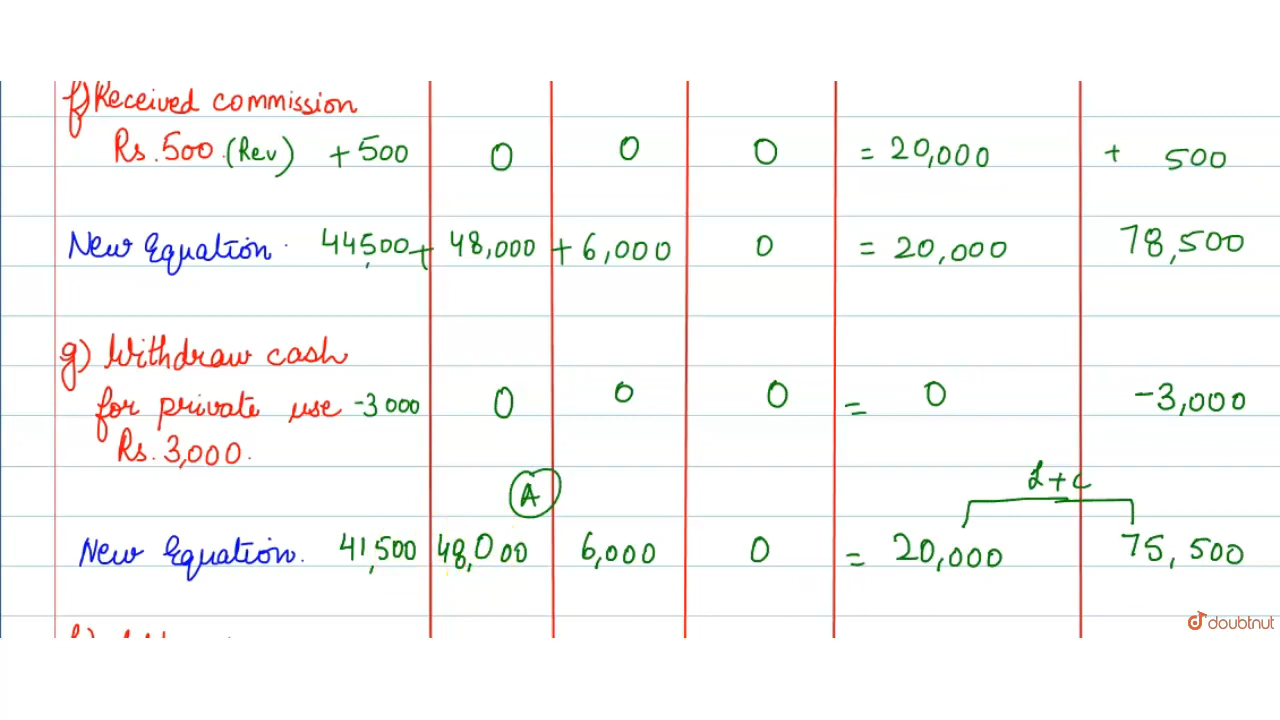 f) Received commission
Rs. 500 (Rev) + 500 0 0 0 = 20,000 + 500
New Equation. 44,500 + 48,000 + 6,000 0 = 20,000 78,500
g) Withdraw cash
for private use -3000 0 0 0 = 0 -3,000
Rs. 3,000.
A L+C
New Equation. 41,500 48,000 6,000 0 = 20,000 75,500
doubtnut